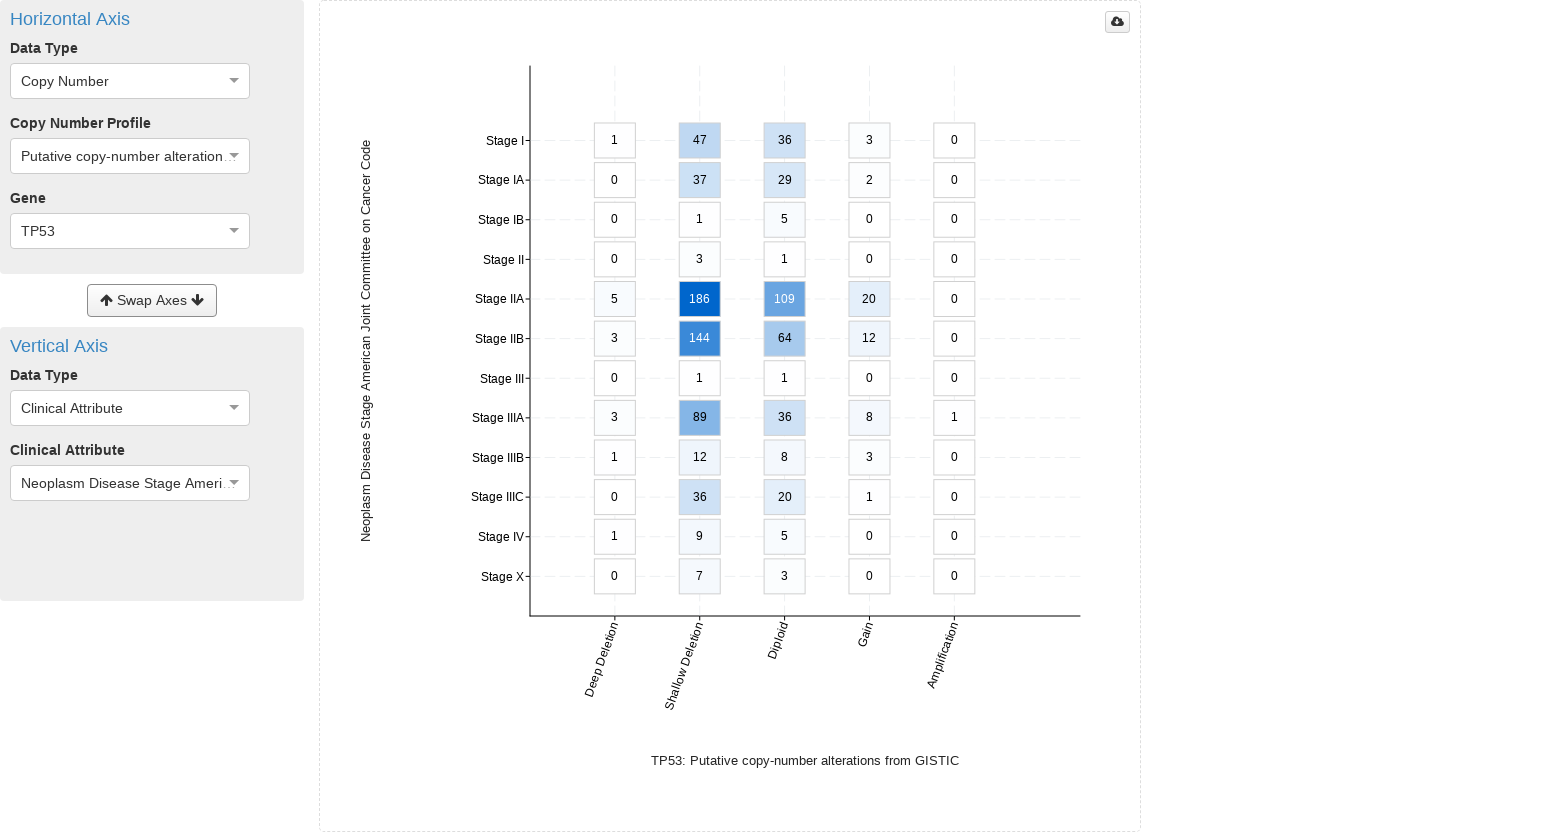 Horizontal Axis
Data Type
Copy Number
Copy Number Profile
Putative copy-number alteration...
Gene
TP53
Swap Axes
Vertical Axis
Data Type
Clinical Attribute
Clinical Attribute
Neoplasm Disease Stage Ameri...
Neoplasm Disease Stage American Joint Committee on Cancer Code
Stage I 1 47 36 3 0
Stage IA 0 37 29 2 0
Stage IB 0 1 5 0 0
Stage II 0 3 1 0 0
Stage IIA 5 186 109 20 0
Stage IIB 3 144 64 12 0
Stage III 0 1 1 0 0
Stage IIIA 3 89 36 8 1
Stage IIIB 1 12 8 3 0
Stage IIIC 0 36 20 1 0
Stage IV 1 9 5 0 0
Stage X 0 7 3 0 0
Deep Deletion
Shallow Deletion
Diploid
Gain
Amplification
TP53: Putative copy-number alterations from GISTIC